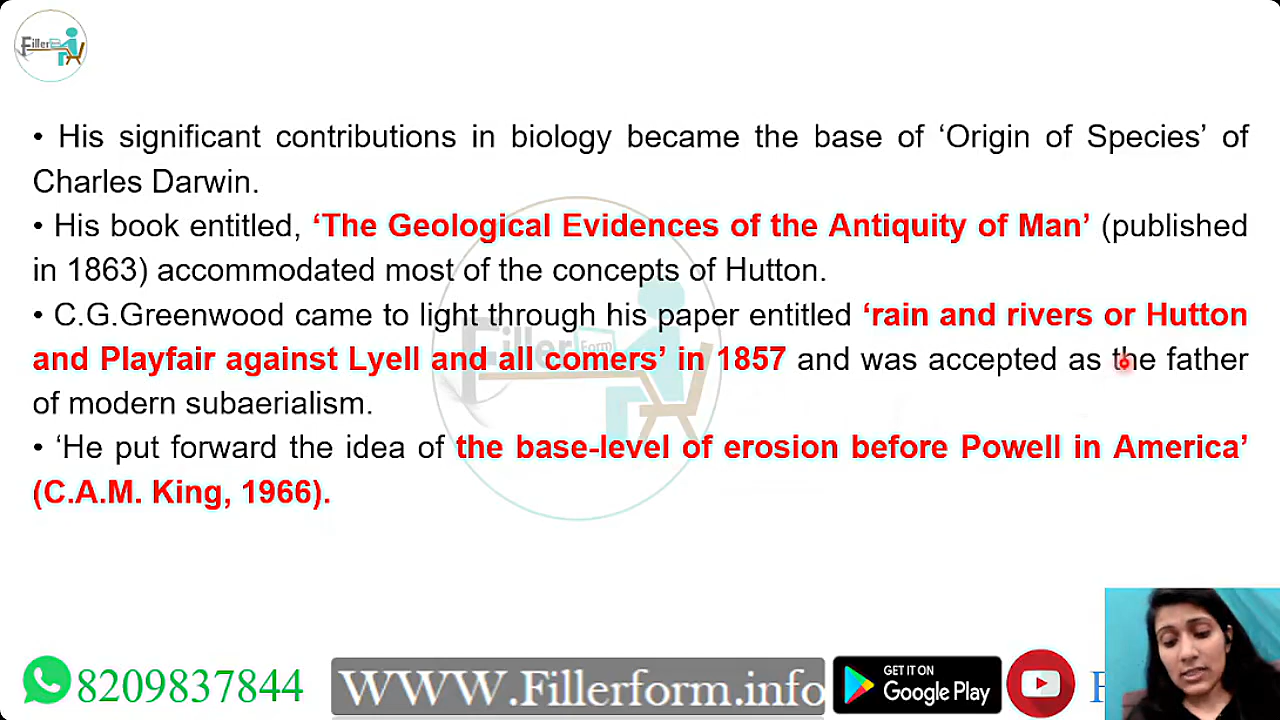 Filler
• His significant contributions in biology became the base of ‘Origin of Species’ of
Charles Darwin.
• His book entitled, ‘The Geological Evidences of the Antiquity of Man’ (published
in 1863) accommodated most of the concepts of Hutton.
• C.G.Greenwood came to light through his paper entitled ‘rain and rivers or Hutton
and Playfair against Lyell and all comers’ in 1857 and was accepted as the father
of modern subaerialism.
• ‘He put forward the idea of the base-level of erosion before Powell in America’
(C.A.M. King, 1966).
Filler Form
8209837844
WWW.Fillerform.info
GET IT ON
Google Play